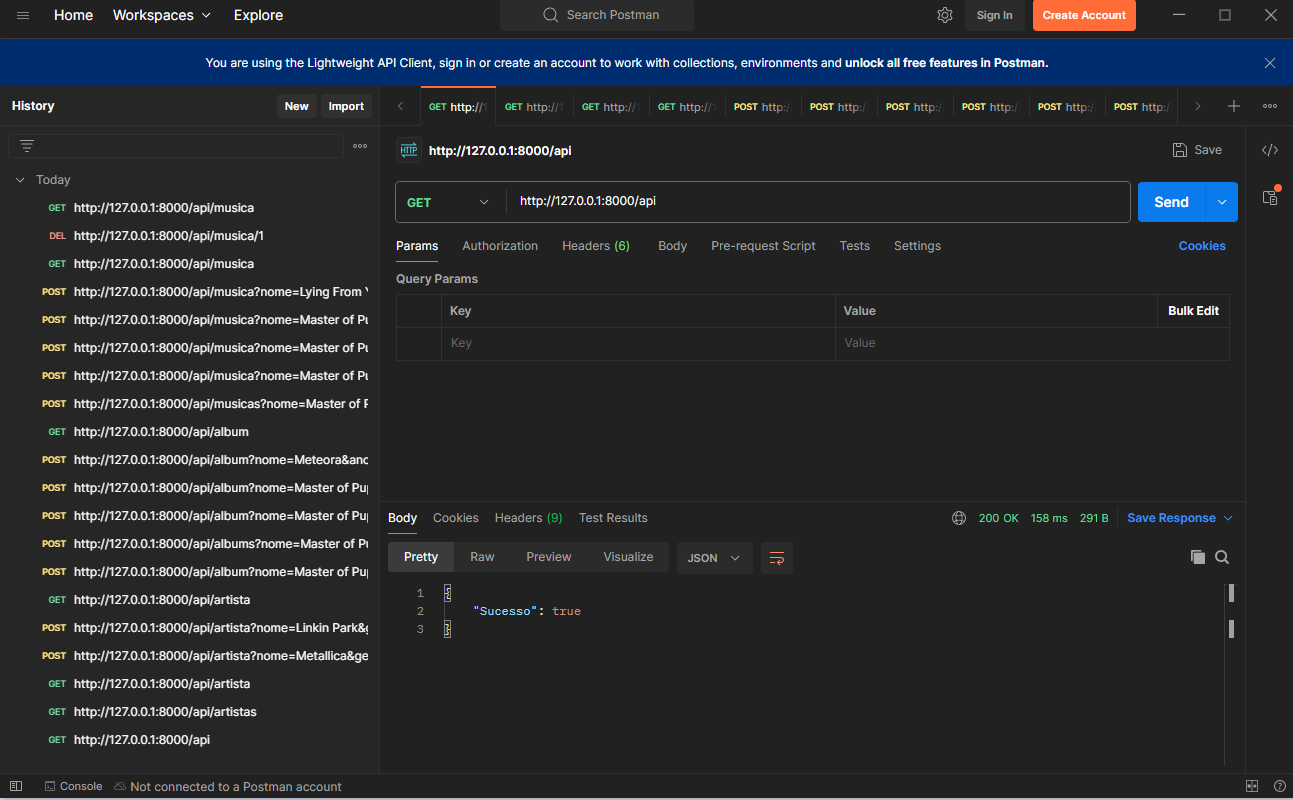 Home Workspaces Explore Search Postman Sign In Create Account
You are using the Lightweight API Client, sign in or create an account to work with collections, environments and unlock all free features in Postman.
History New Import
GET http:// GET http:// GET http:// GET http:// POST http: POST http: POST http: POST http: POST http: POST http:
HTTP http://127.0.0.1:8000/api Save
Today
GET http://127.0.0.1:8000/api/musica
DEL http://127.0.0.1:8000/api/musica/1
GET http://127.0.0.1:8000/api/musica
POST http://127.0.0.1:8000/api/musica?nome=Lying From
POST http://127.0.0.1:8000/api/musica?nome=Master of Pu
POST http://127.0.0.1:8000/api/musica?nome=Master of Pu
POST http://127.0.0.1:8000/api/musica?nome=Master of Pu
POST http://127.0.0.1:8000/api/musicas?nome=Master of P
GET http://127.0.0.1:8000/api/album
POST http://127.0.0.1:8000/api/album?nome=Meteora&ano
POST http://127.0.0.1:8000/api/album?nome=Master of Pup
POST http://127.0.0.1:8000/api/album?nome=Master of Pup
POST http://127.0.0.1:8000/api/albums?nome=Master of Pu
POST http://127.0.0.1:8000/api/album?nome=Master of Pup
GET http://127.0.0.1:8000/api/artista
POST http://127.0.0.1:8000/api/artista?nome=Linkin Park&g
POST http://127.0.0.1:8000/api/artista?nome=Metallica&ge
GET http://127.0.0.1:8000/api/artista
GET http://127.0.0.1:8000/api/artistas
GET http://127.0.0.1:8000/api
GET http://127.0.0.1:8000/api Send
Params Authorization Headers (6) Body Pre-request Script Tests Settings Cookies
Query Params
Key Value Bulk Edit
Key Value
Body Cookies Headers (9) Test Results 200 OK 158 ms 291 B Save Response
Pretty Raw Preview Visualize JSON
1 {
2 "Sucesso": true
3 }
Console Not connected to a Postman account